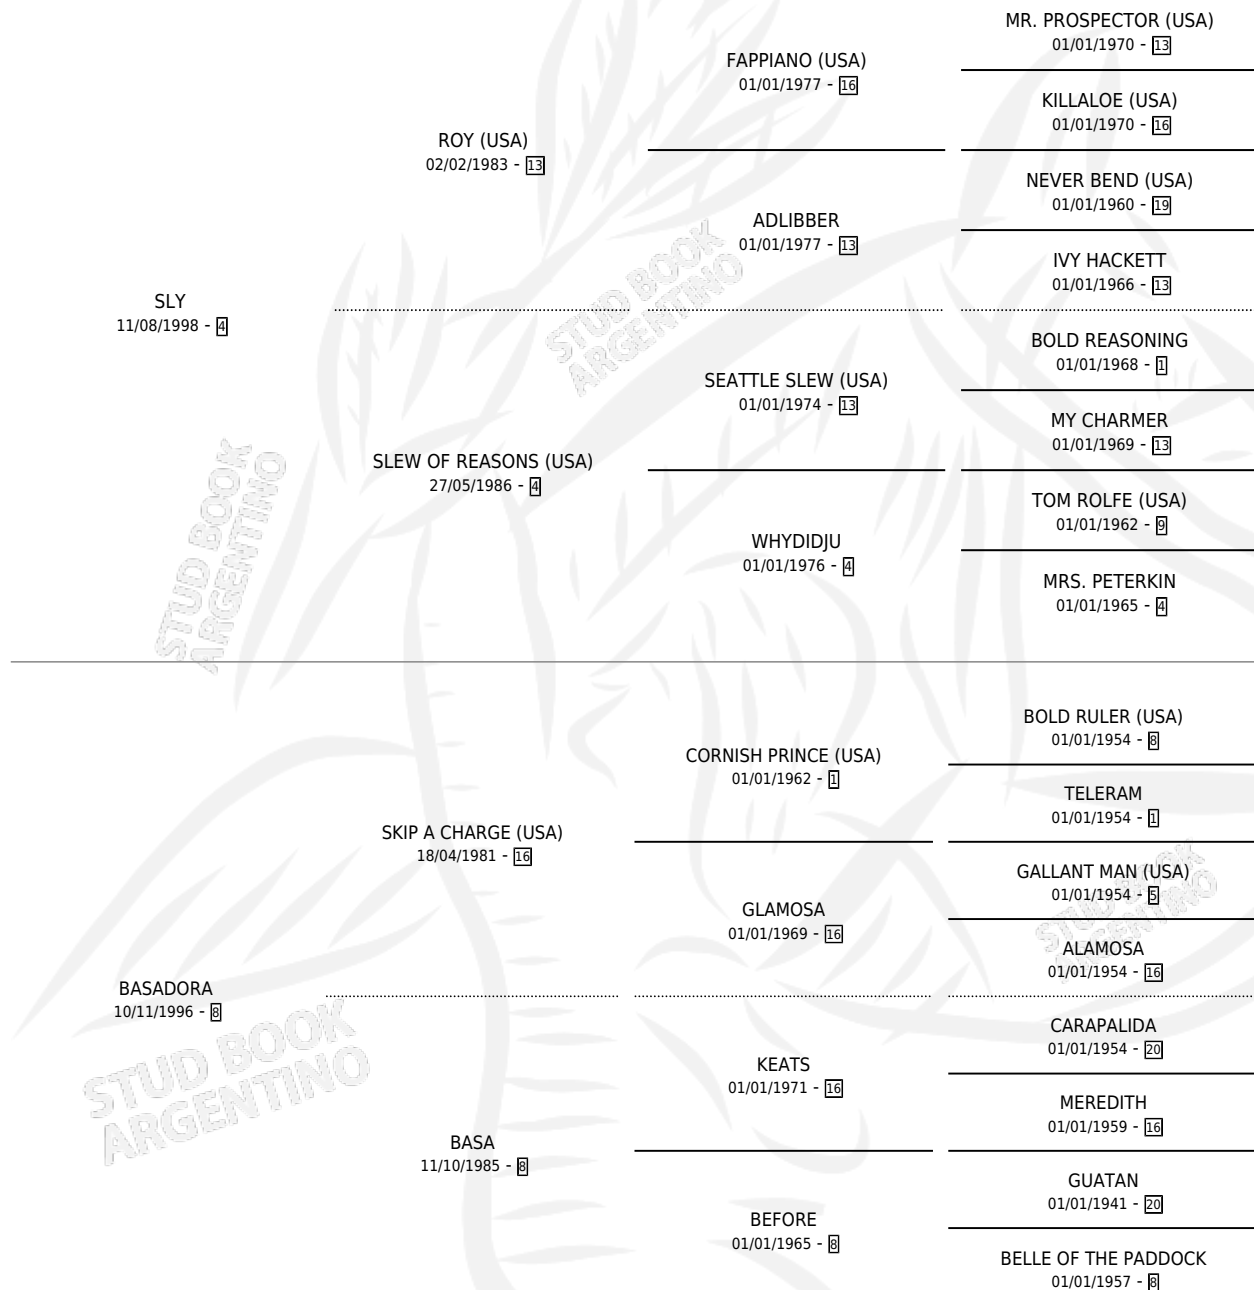 SLY
11/08/1998 - 4
ROY (USA)
02/02/1983 - 13
SLEW OF REASONS (USA)
27/05/1986 - 4
FAPPIANO (USA)
01/01/1977 - 16
ADLIBBER
01/01/1977 - 13
SEATTLE SLEW (USA)
01/01/1974 - 13
WHYDIDJU
01/01/1976 - 4
MR. PROSPECTOR (USA)
01/01/1970 - 13
KILLALOE (USA)
01/01/1970 - 16
NEVER BEND (USA)
01/01/1960 - 19
IVY HACKETT
01/01/1966 - 13
BOLD REASONING
01/01/1968 - 1
MY CHARMER
01/01/1969 - 13
TOM ROLFE (USA)
01/01/1962 - 9
MRS. PETERKIN
01/01/1965 - 4
BASADORA
10/11/1996 - 8
SKIP A CHARGE (USA)
18/04/1981 - 16
BASA
11/10/1985 - 8
CORNISH PRINCE (USA)
01/01/1962 - 1
GLAMOSA
01/01/1969 - 16
KEATS
01/01/1971 - 16
BEFORE
01/01/1965 - 8
BOLD RULER (USA)
01/01/1954 - 8
TELERAM
01/01/1954 - 1
GALLANT MAN (USA)
01/01/1954 - 5
ALAMOSA
01/01/1954 - 16
CARAPALIDA
01/01/1954 - 20
MEREDITH
01/01/1959 - 16
GUATAN
01/01/1941 - 20
BELLE OF THE PADDOCK
01/01/1957 - 8
STUD BOOK
ARGENTINO
STUD BOOK
ARGENTINO
STUD BOOK
ARGENTINO
STUD BOOK
ARGENTINO